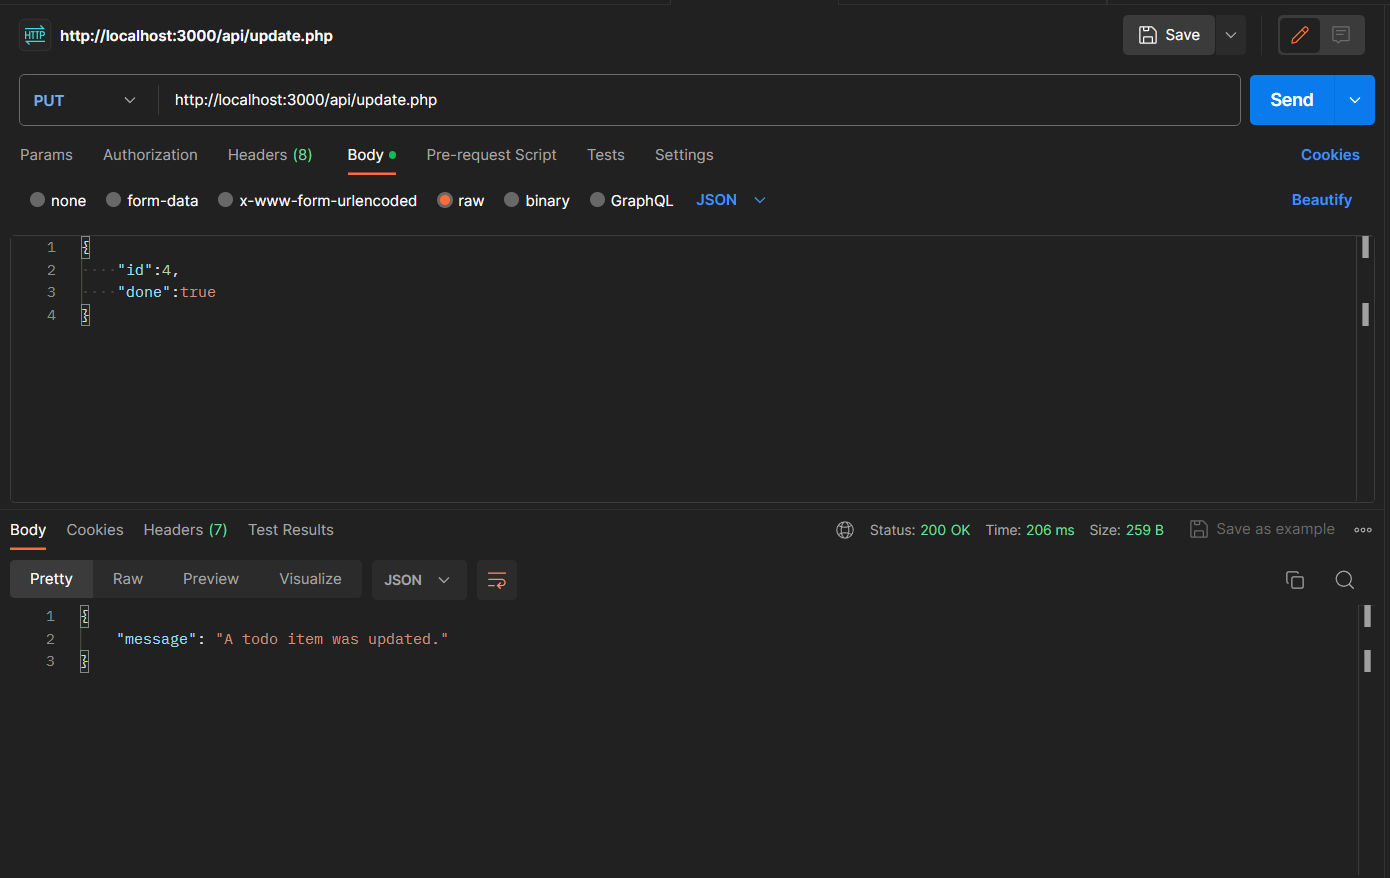 HTTP http://localhost:3000/api/update.php Save
PUT http://localhost:3000/api/update.php Send
Params Authorization Headers (8) Body Pre-request Script Tests Settings Cookies
none form-data x-www-form-urlencoded raw binary GraphQL JSON Beautify
1 {
2 ····"id":4,
3 ····"done":true
4 }
Body Cookies Headers (7) Test Results Status: 200 OK Time: 206 ms Size: 259 B Save as example
Pretty Raw Preview Visualize JSON
1 {
2 "message": "A todo item was updated."
3 }